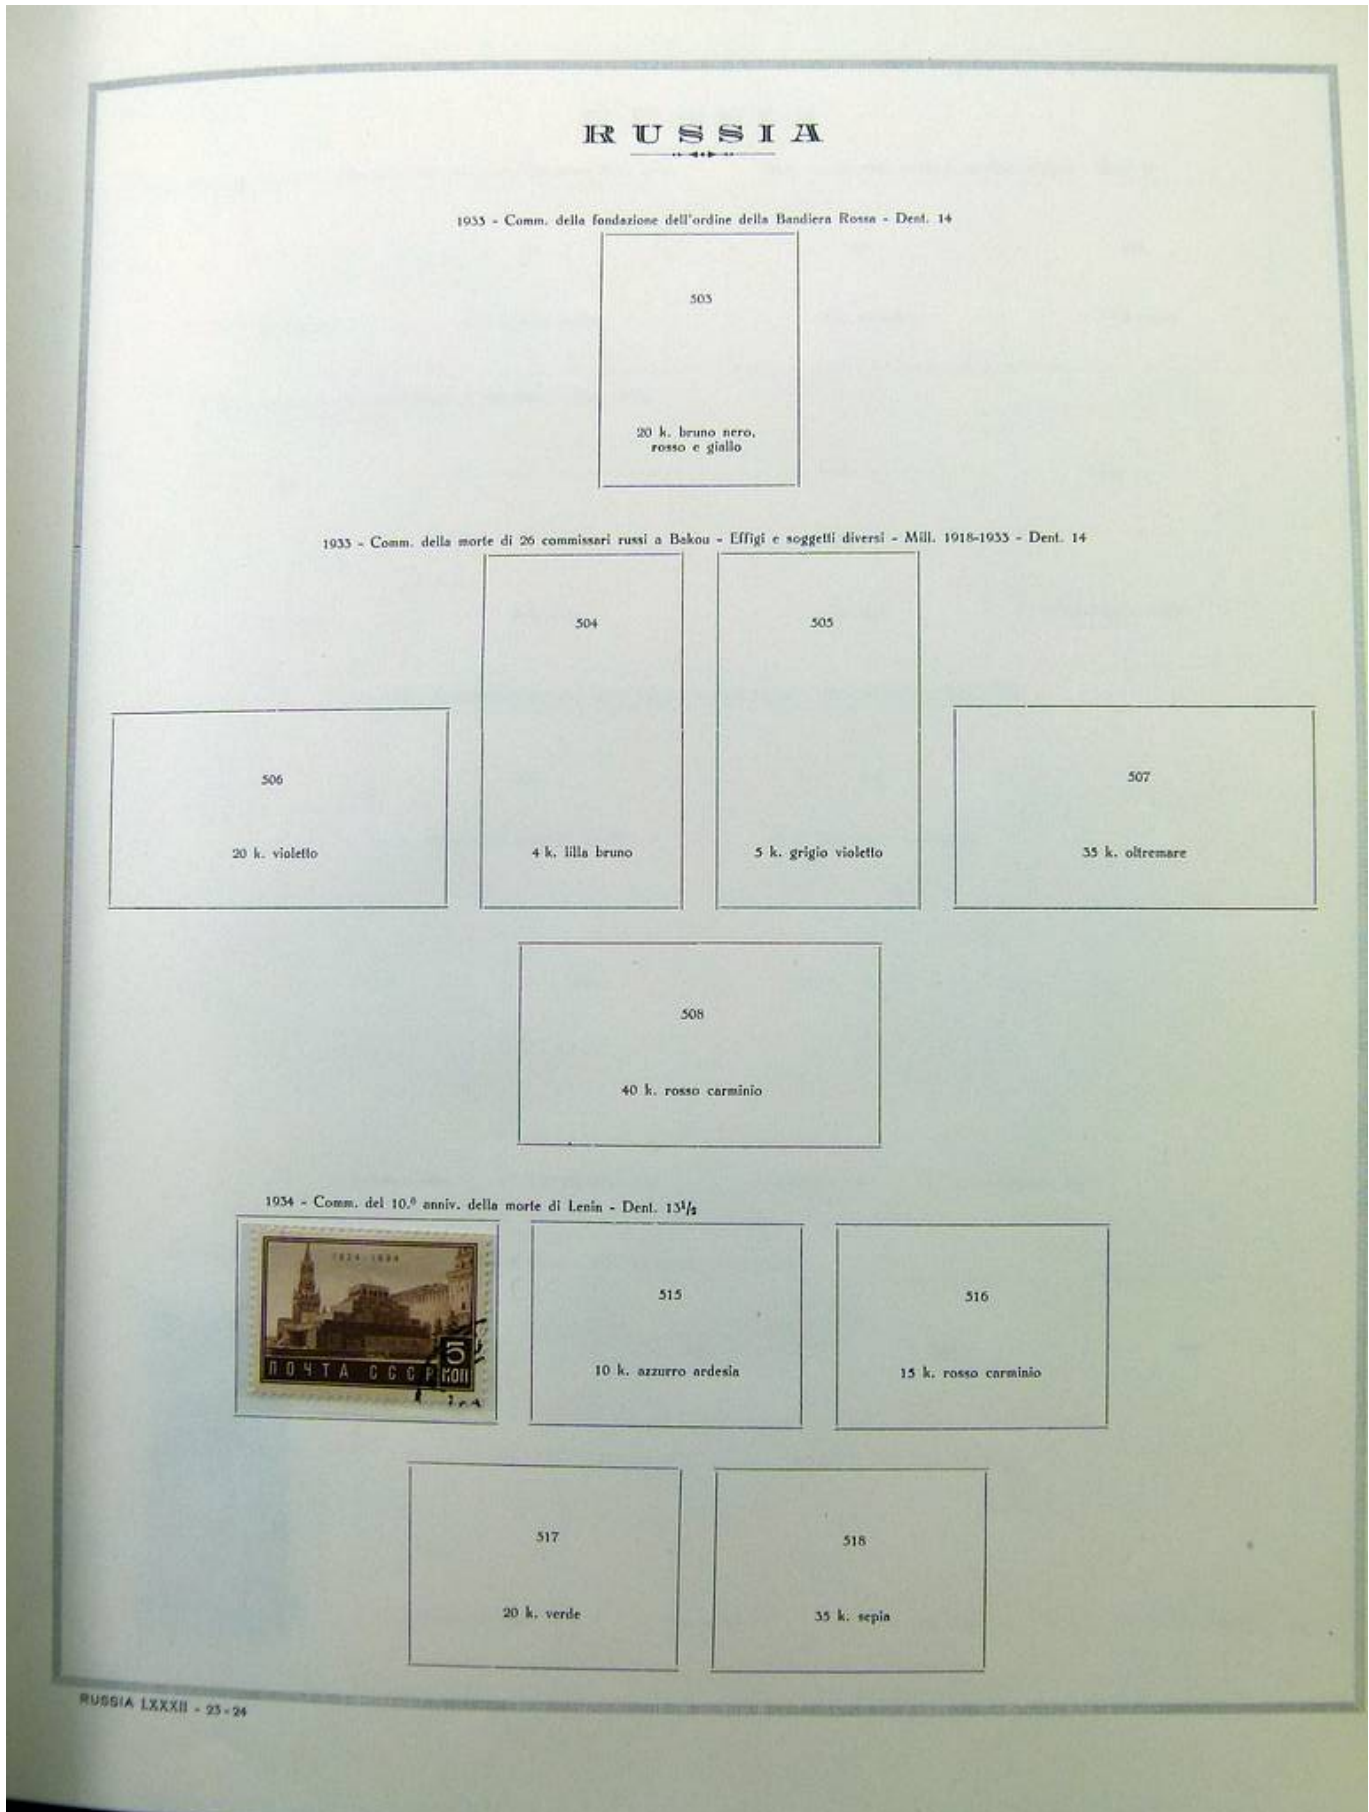 RUSSIA
1933 - Comm. della fondazione dell'ordine della Bandiera Rossa - Dent. 14
503
20 k. bruno nero,
rosso e giallo
1933 - Comm. della morte di 26 commissari russi a Bakou - Effigi e soggetti diversi - Mill. 1918-1933 - Dent. 14
504
505
506
507
20 k. violetto
4 k. lilla bruno
5 k. grigio violetto
35 k. oltremare
508
40 k. rosso carminio
1934 - Comm. del 10.º anniv. della morte di Lenin - Dent. 13½
1924-1934
5
ПОЧТА СССР КОП
515
10 k. azzurro ardesia
516
15 k. rosso carminio
517
20 k. verde
518
35 k. sepia
RUSSIA LXXXII - 23-24